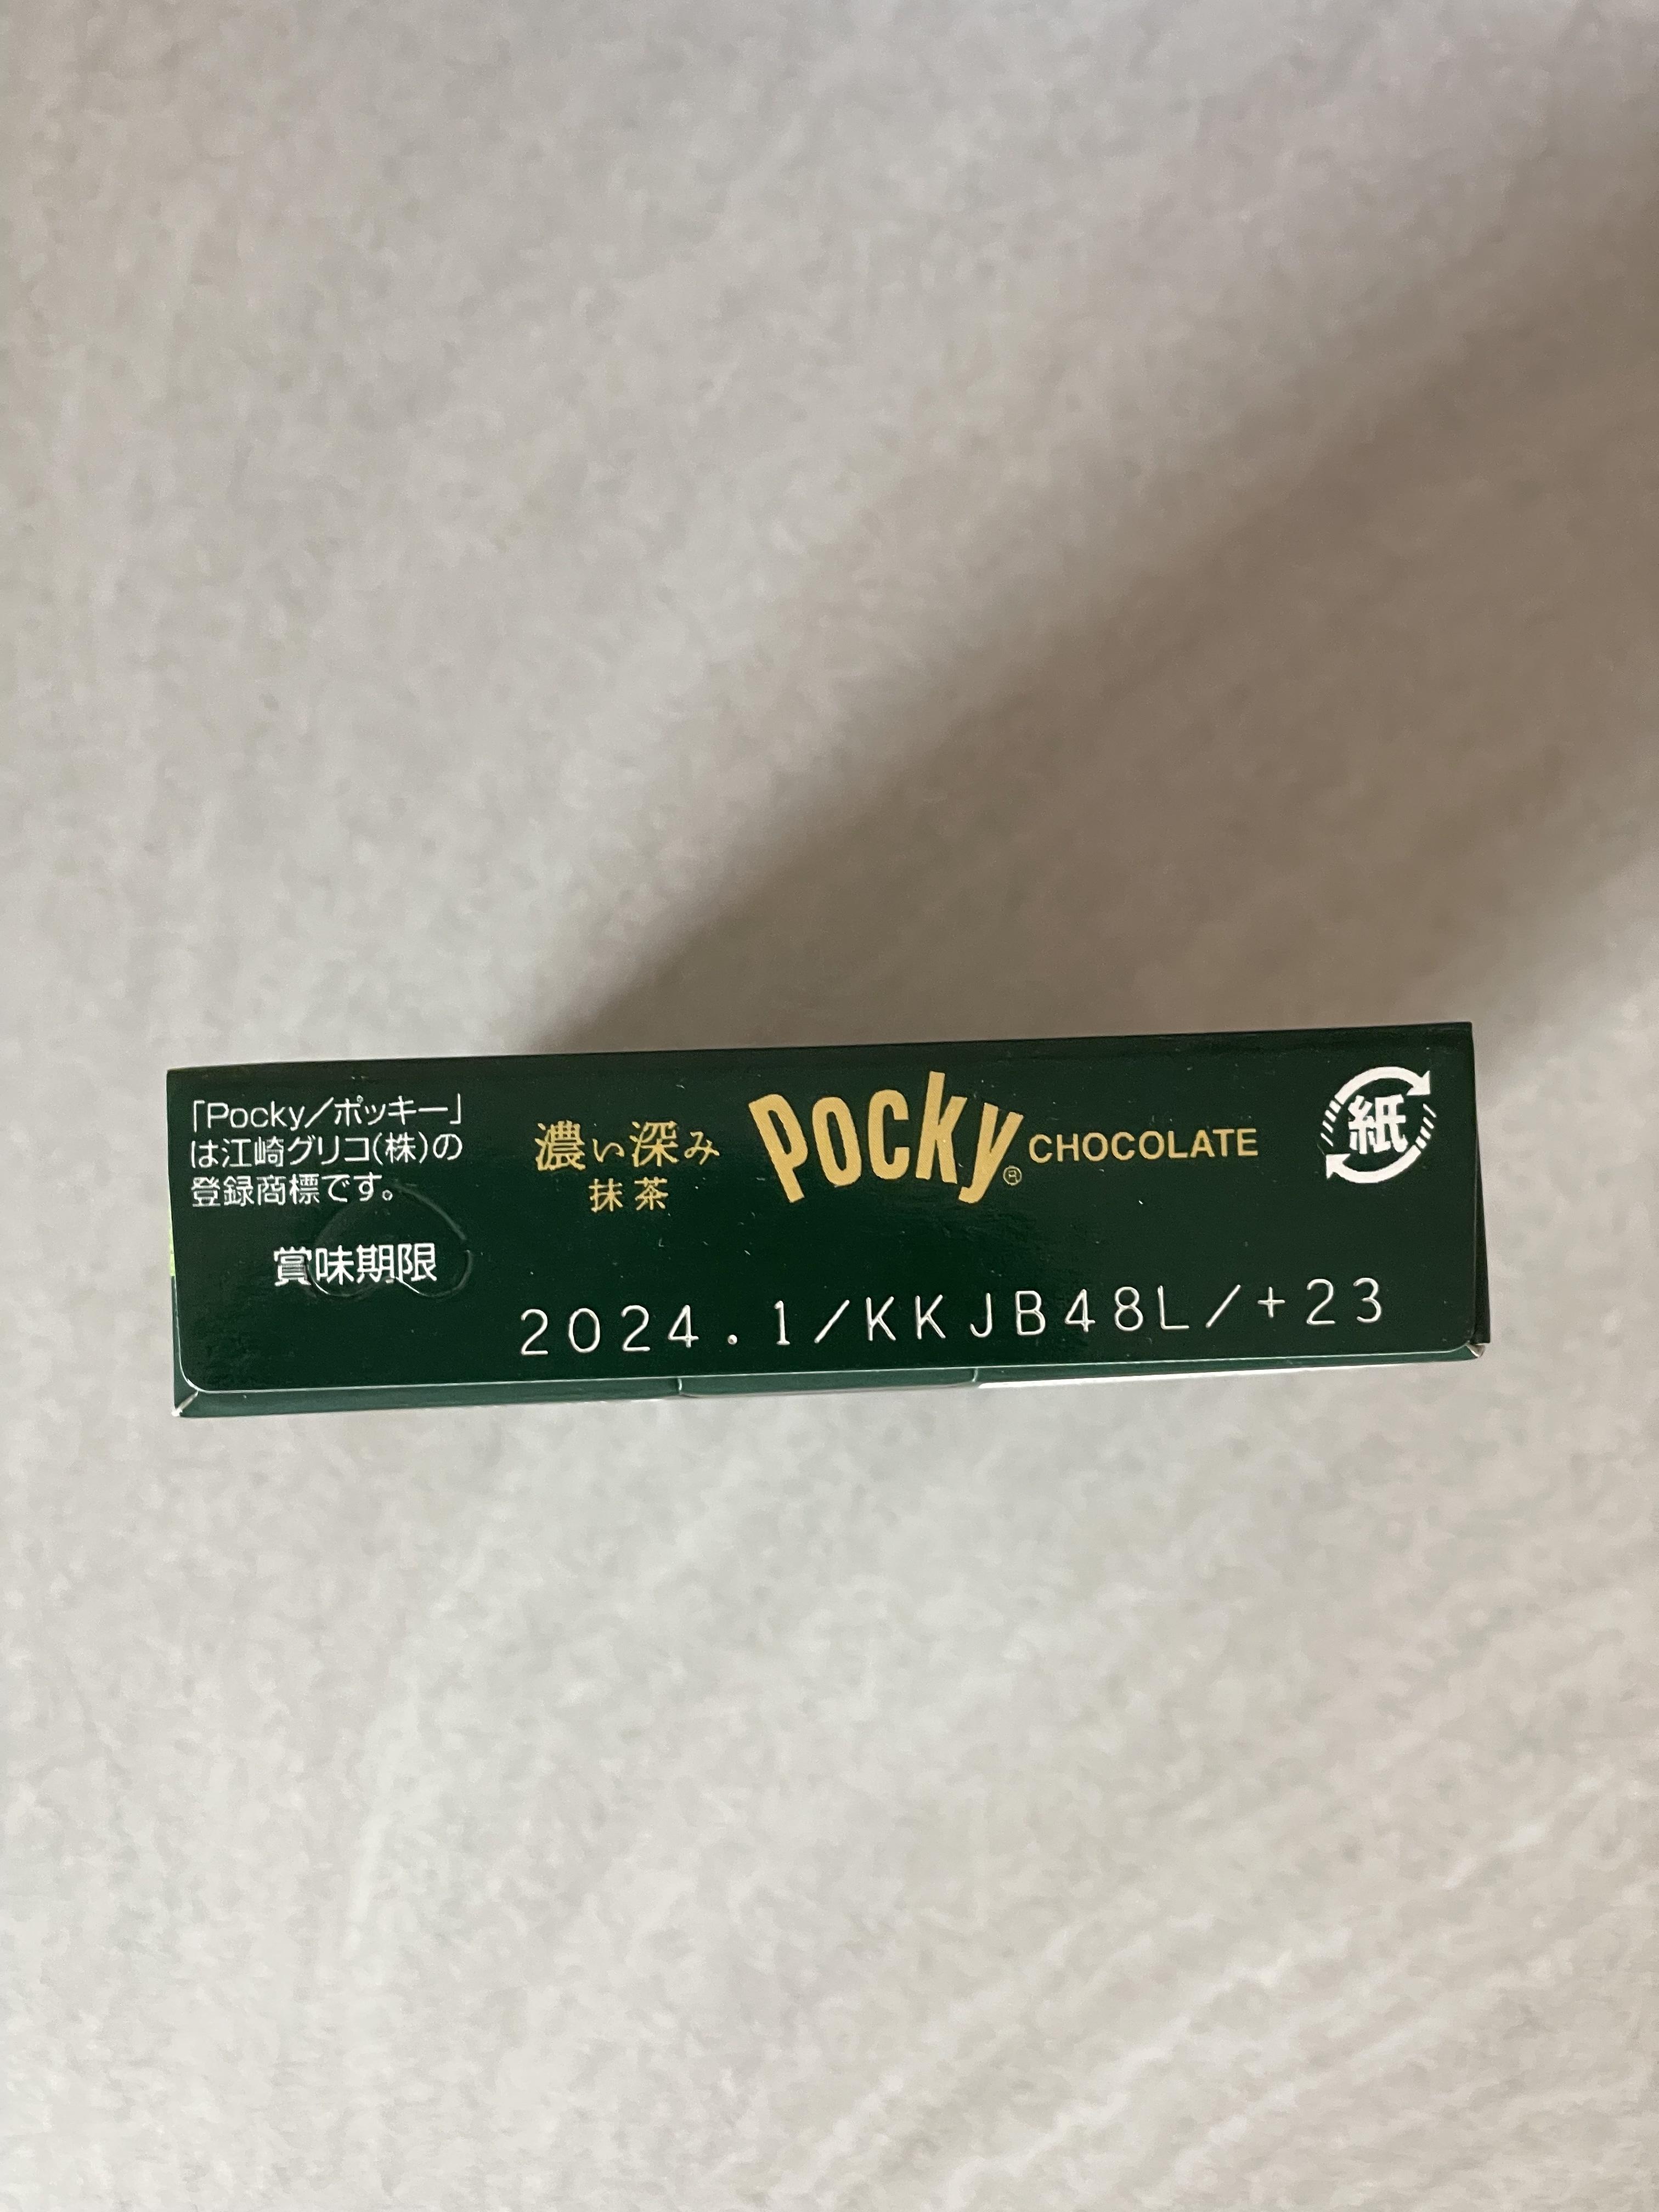 「Pocky／ポッキー」
は江崎グリコ(株)の
登録商標です。
賞味期限
濃い深み
抹茶
Pocky® CHOCOLATE
紙
2024.1/KKJB48L/+23